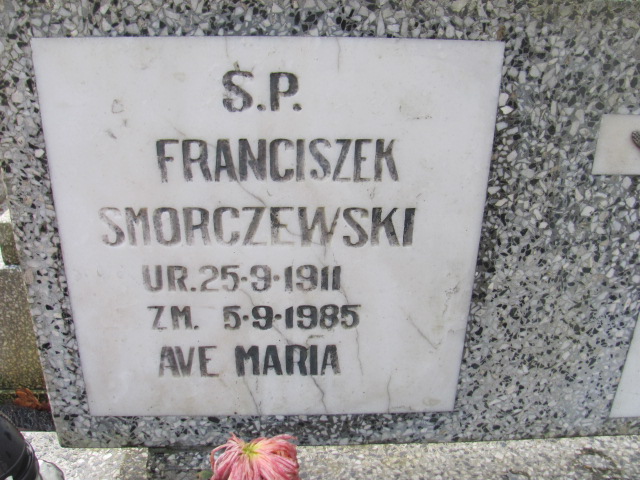 Ś.P.
FRANCISZEK
SMORCZEWSKI
UR. 25-9-1911
ZM. 5-9-1985
AVE MARIA